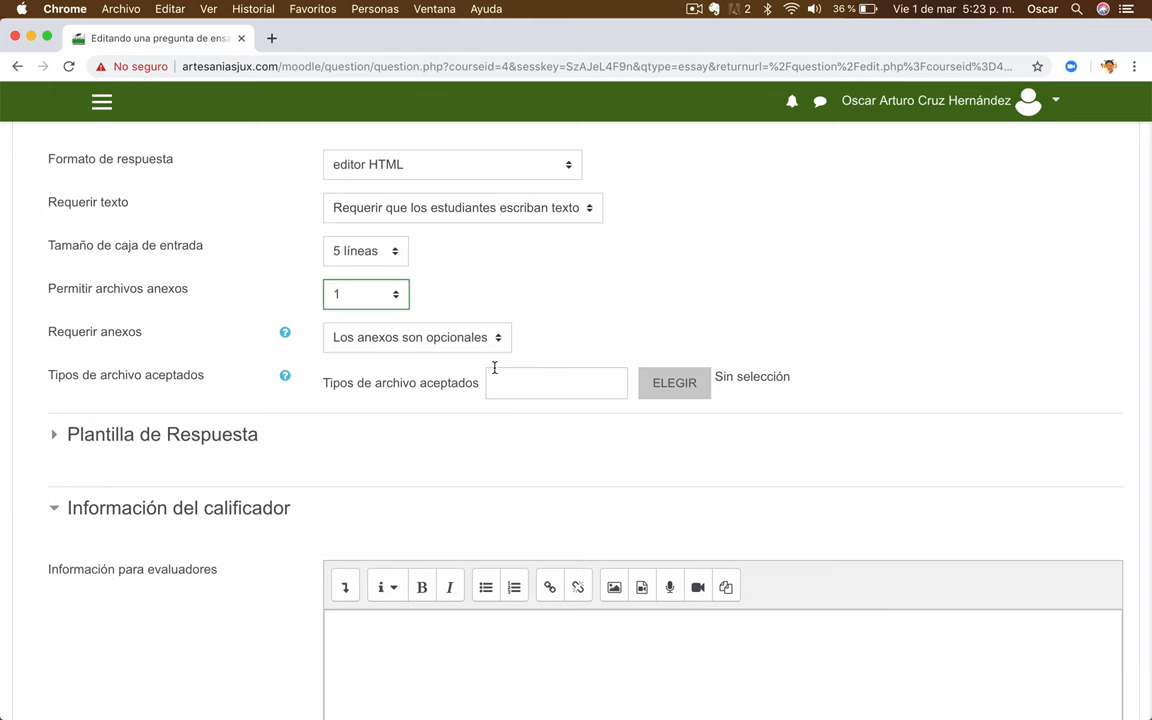 Chrome Archivo Editar Ver Historial Favoritos Personas Ventana Ayuda 2 36 % Vie 1 de mar 5:23 p. m. Oscar
Editando una pregunta de ensa
No seguro | artesaniasjux.com/moodle/question/question.php?courseid=4&sesskey=SzAJeL4F9n&qtype=essay&returnurl=%2Fquestion%2Fedit.php%3Fcourseid%3D4...
Oscar Arturo Cruz Hernández
Formato de respuesta editor HTML
Requerir texto Requerir que los estudiantes escriban texto
Tamaño de caja de entrada 5 líneas
Permitir archivos anexos 1
Requerir anexos ? Los anexos son opcionales
Tipos de archivo aceptados ? Tipos de archivo aceptados ELEGIR Sin selección
Plantilla de Respuesta
Información del calificador
Información para evaluadores